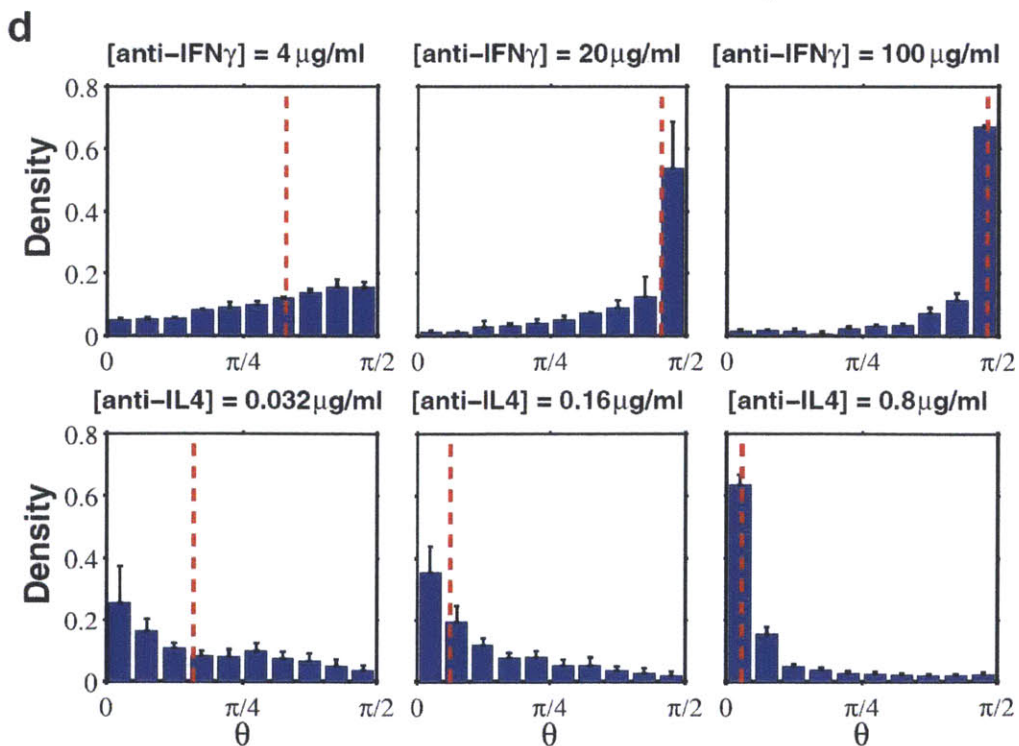 d
[anti–IFNγ] = 4 μg/ml [anti–IFNγ] = 20 μg/ml [anti–IFNγ] = 100 μg/ml
Density
0.8
0.6
0.4
0.2
0
0 π/4 π/2 0 π/4 π/2 0 π/4 π/2
[anti–IL4] = 0.032μg/ml [anti–IL4] = 0.16μg/ml [anti–IL4] = 0.8μg/ml
Density
0.8
0.6
0.4
0.2
0
0 π/4 π/2 0 π/4 π/2 0 π/4 π/2
θ θ θ